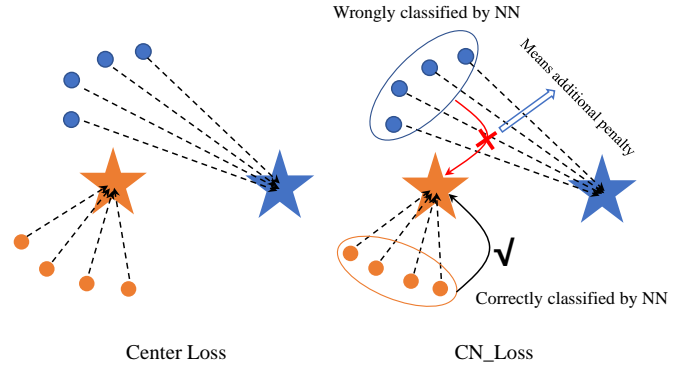 Wrongly classified by NN
Means additional penalty
√
Correctly classified by NN
Center Loss
CN_Loss